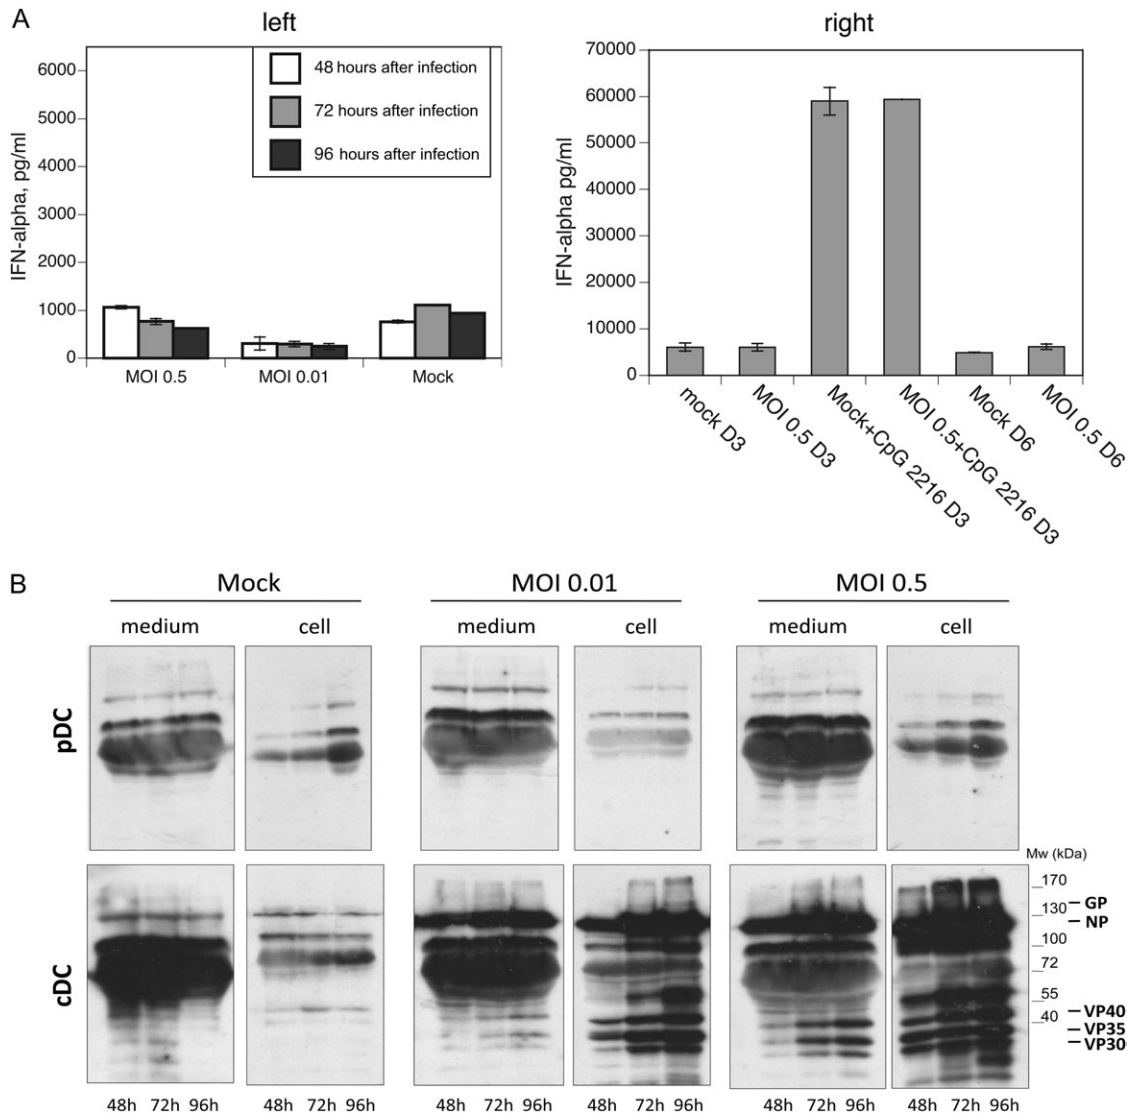 A
left
right
IFN-alpha, pg/ml
6000
5000
4000
3000
2000
1000
0
48 hours after infection
72 hours after infection
96 hours after infection
MOI 0.5
MOI 0.01
Mock
IFN-alpha pg/ml
70000
60000
50000
40000
30000
20000
10000
0
mock D3
MOI 0.5 D3
Mock+CpG 2216 D3
MOI 0.5+CpG 2216 D3
Mock D6
MOI 0.5 D6
B
Mock
MOI 0.01
MOI 0.5
medium cell medium cell medium cell
pDC
cDC
Mw (kDa)
170
130
100
72
55
40
GP
NP
VP40
VP35
VP30
48h 72h 96h 48h 72h 96h 48h 72h 96h 48h 72h 96h 48h 72h 96h 48h 72h 96h